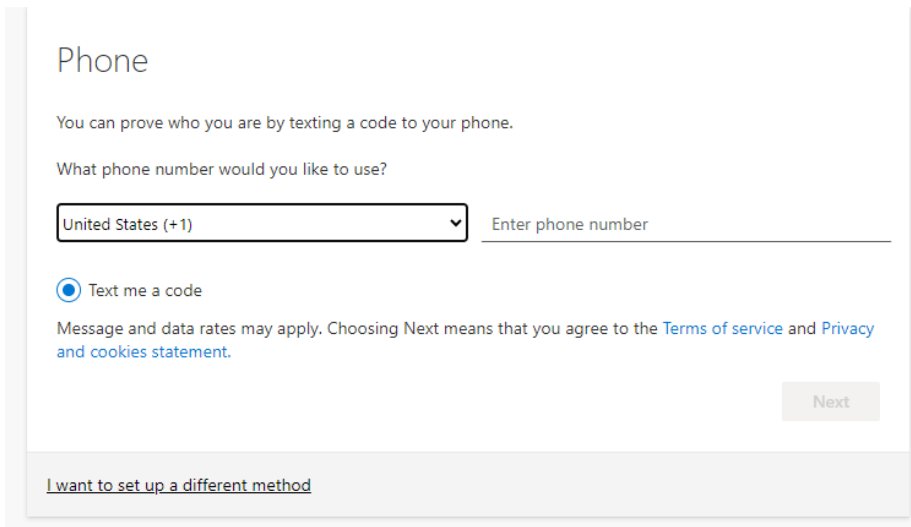 Phone
You can prove who you are by texting a code to your phone.
What phone number would you like to use?
United States (+1)
Enter phone number
Text me a code
Message and data rates may apply. Choosing Next means that you agree to the Terms of service and Privacy
and cookies statement.
Next
I want to set up a different method